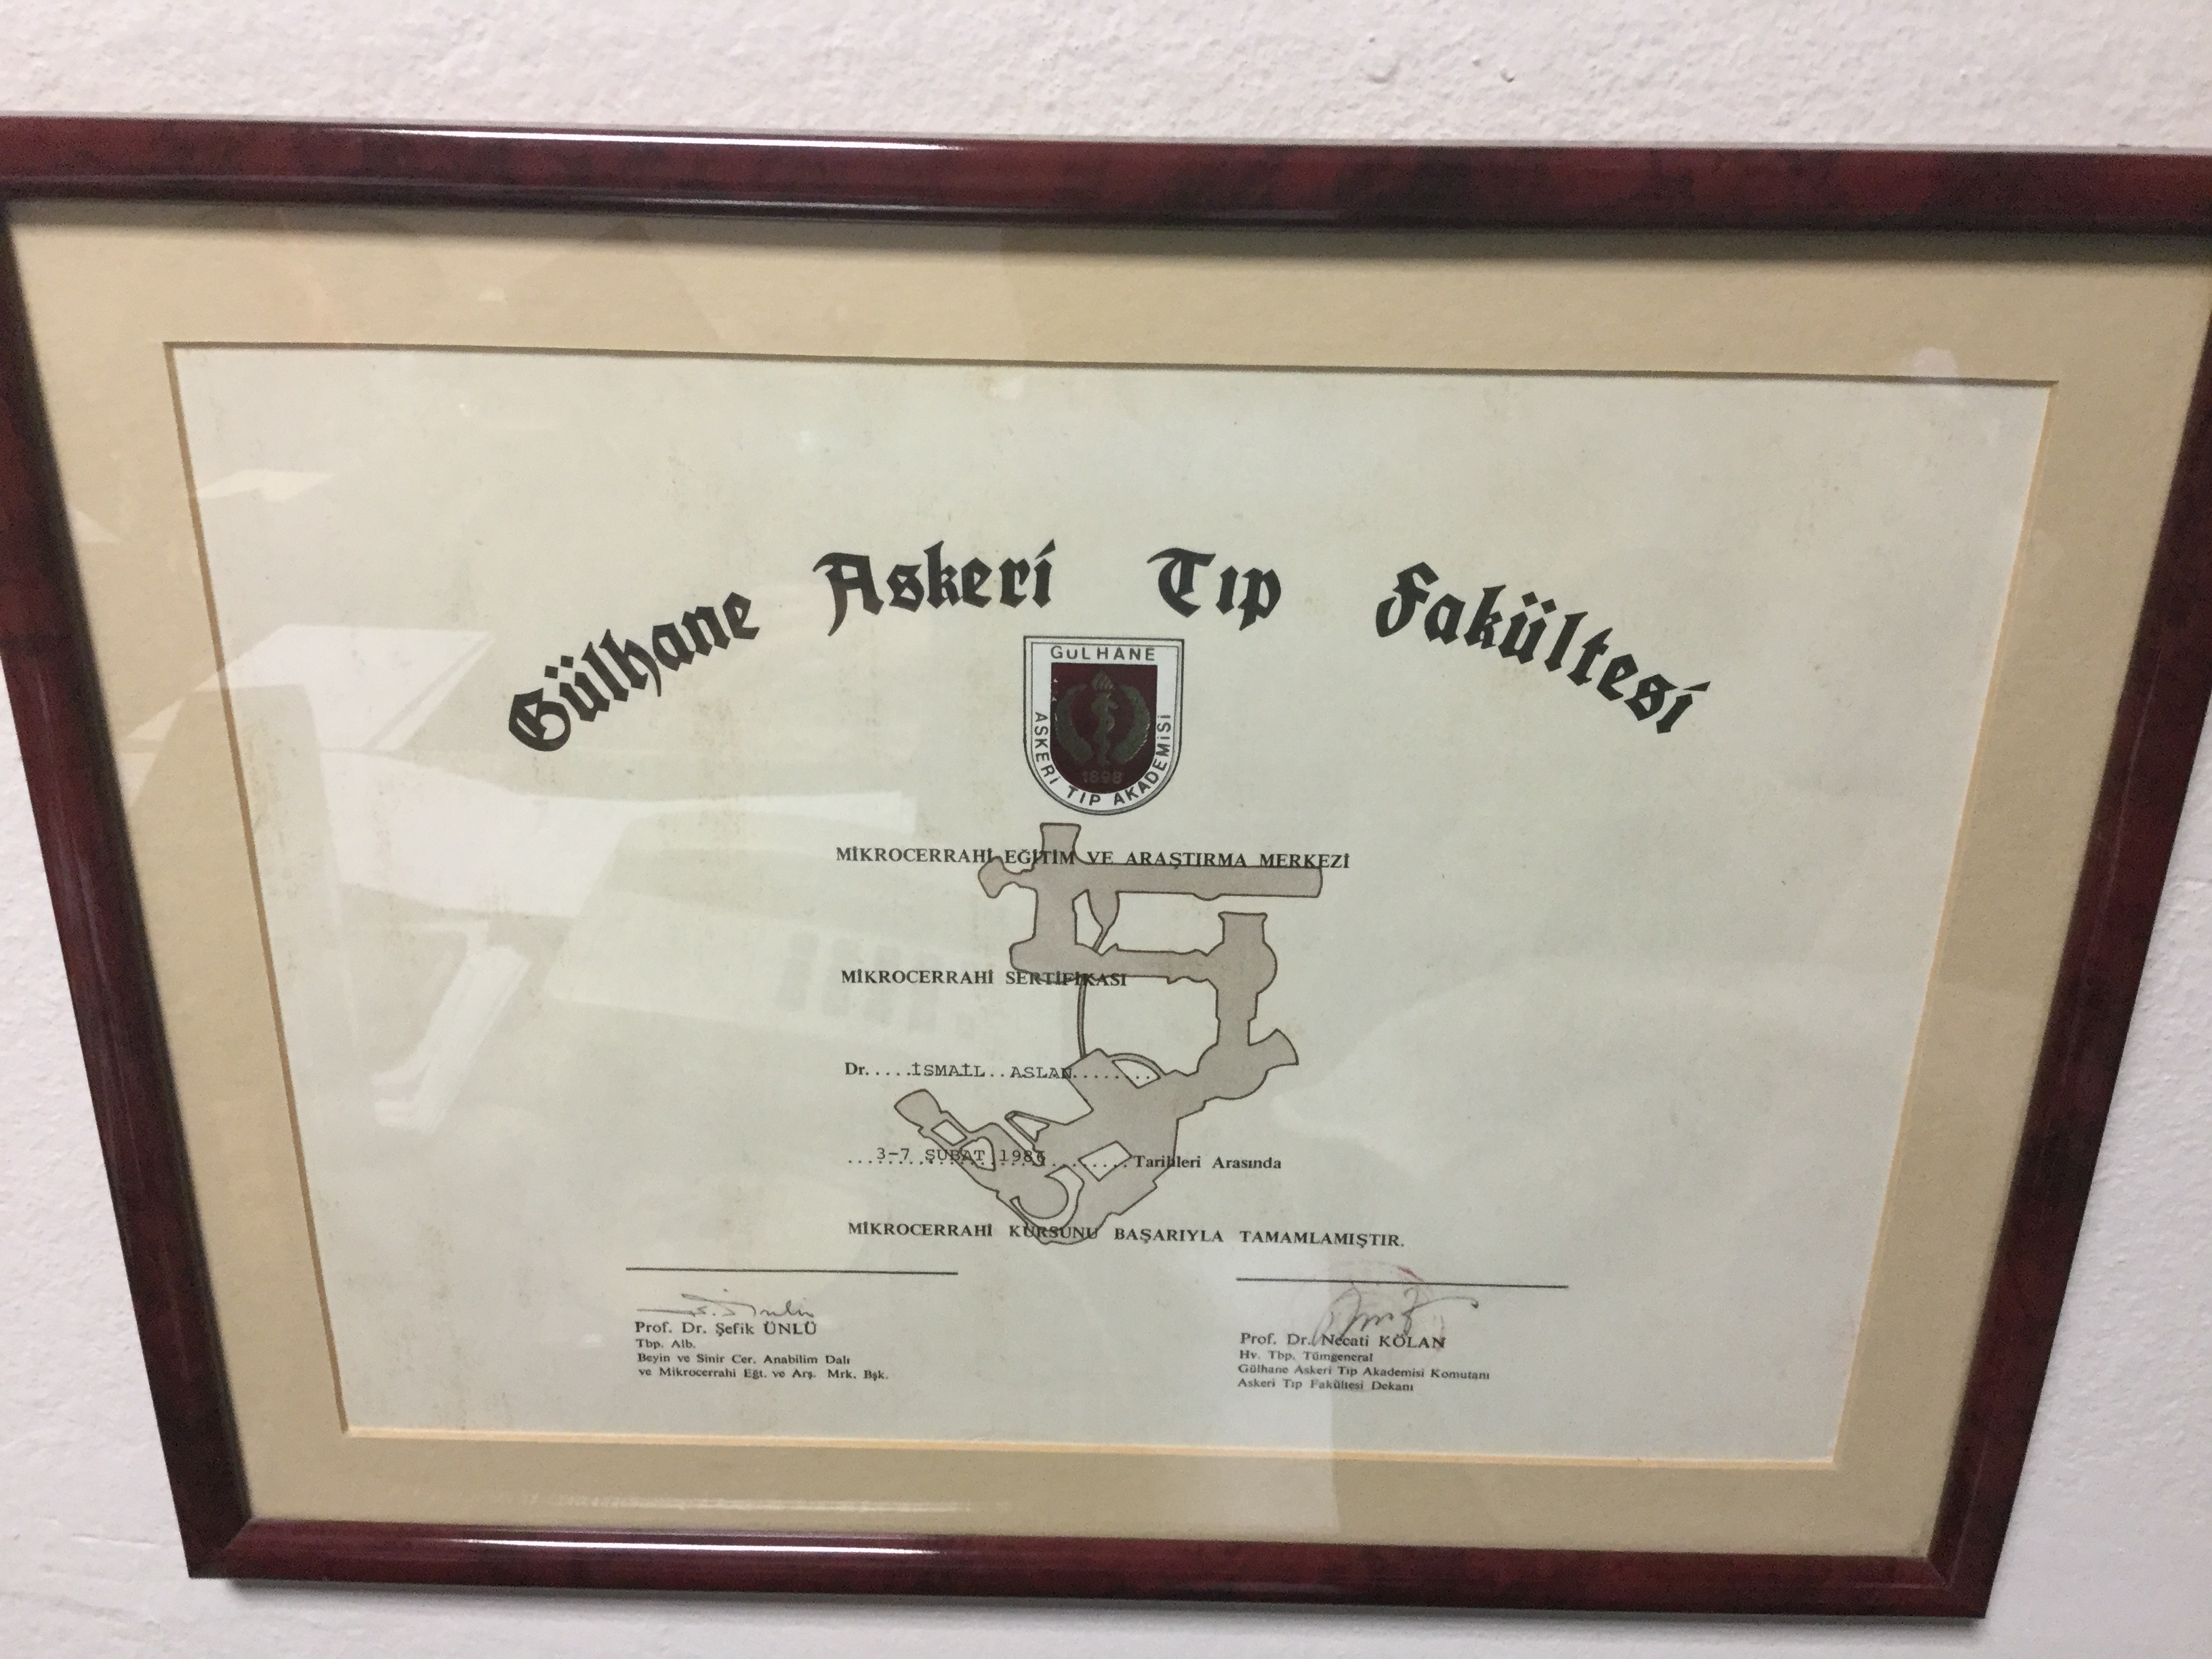 Gülhane Askeri Tıp Fakültesi
GÜLHANE
ASKERİ TIP AKADEMİSİ
1898
MİKROCERRAHİ EĞİTİM VE ARAŞTIRMA MERKEZİ
MİKROCERRAHİ SERTİFİKASI
Dr.....İSMAİL..ASLAN........
...3-7 ŞUBAT 1986.........Tarihleri Arasında
MİKROCERRAHİ KURSUNU BAŞARIYLA TAMAMLAMIŞTIR.
Prof. Dr. Şefik ÜNLÜ
Tbp. Alb.
Beyin ve Sinir Cer. Anabilim Dalı
ve Mikrocerrahi Eğt. ve Arş. Mrk. Bşk.
Prof. Dr. Necati KÖLAN
Hv. Tbp. Tümgeneral
Gülhane Askeri Tıp Akademisi Komutanı
Askeri Tıp Fakültesi Dekanı